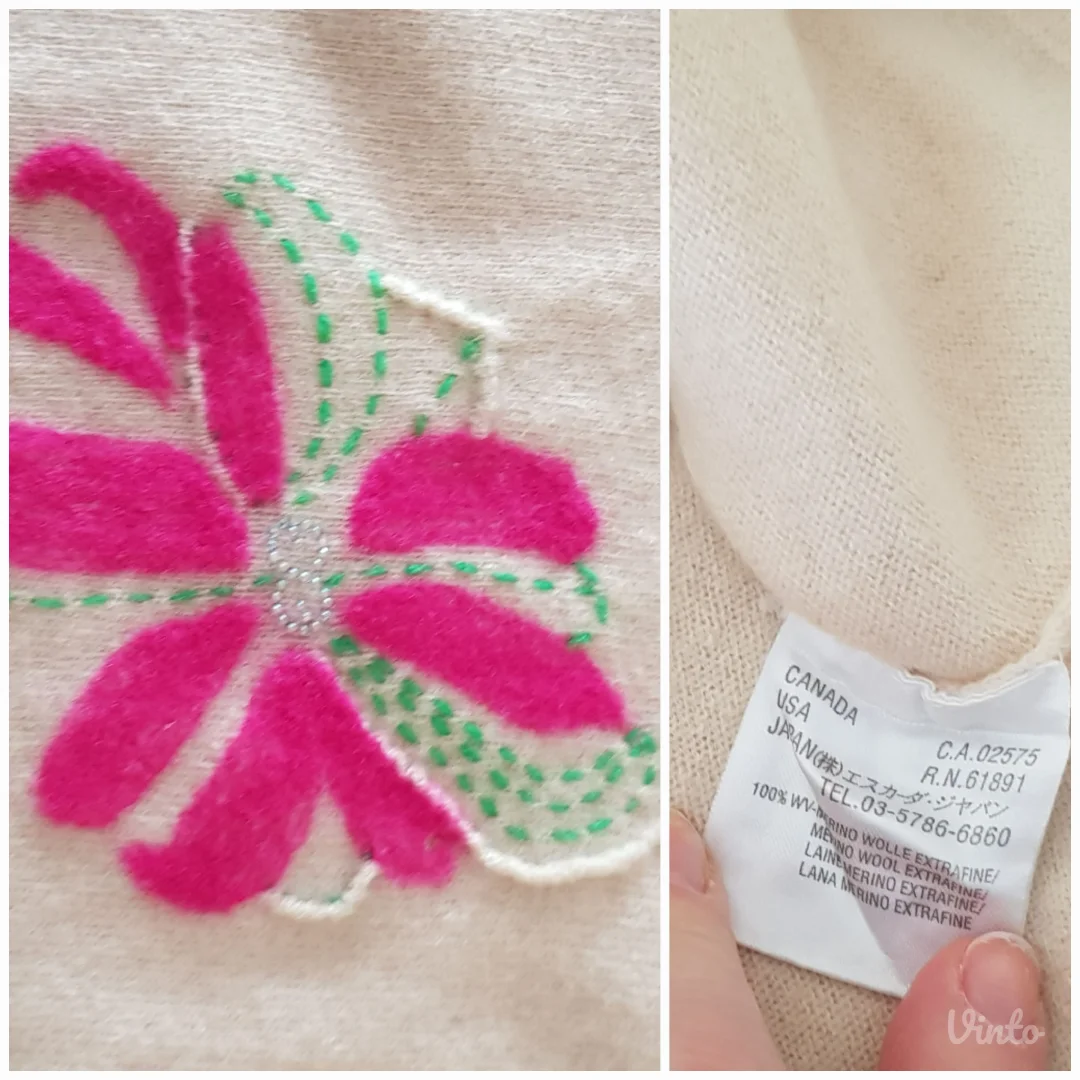 CANADA
USA
C.A.02575
R.N.61891
JAPAN(株)エスカーダ・ジャパン
TEL.03-5786-6860
100% WV-MERINO WOLLE EXTRAFINE/
MERINO WOOL EXTRAFINE/
LAINE MERINO EXTRAFINE/
LANA MERINO EXTRAFINE
Vinto